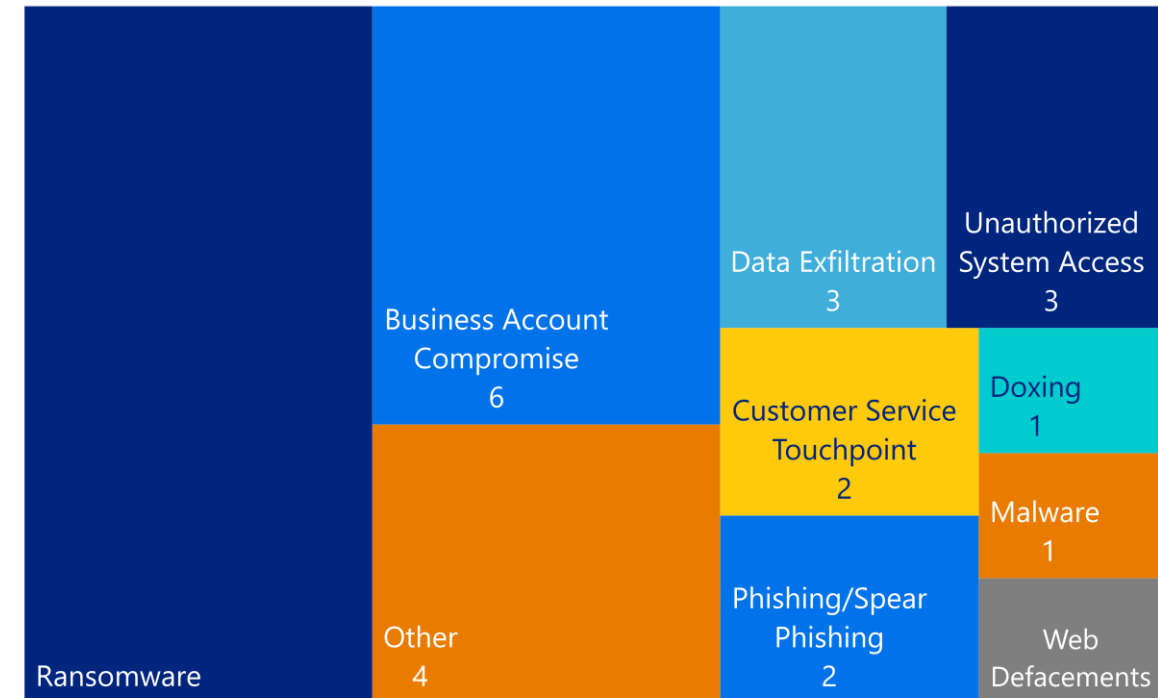 Ransomware
Business Account
Compromise
6
Other
4
Data Exfiltration
3
Unauthorized
System Access
3
Customer Service
Touchpoint
2
Phishing/Spear
Phishing
2
Doxing
1
Malware
1
Web
Defacements